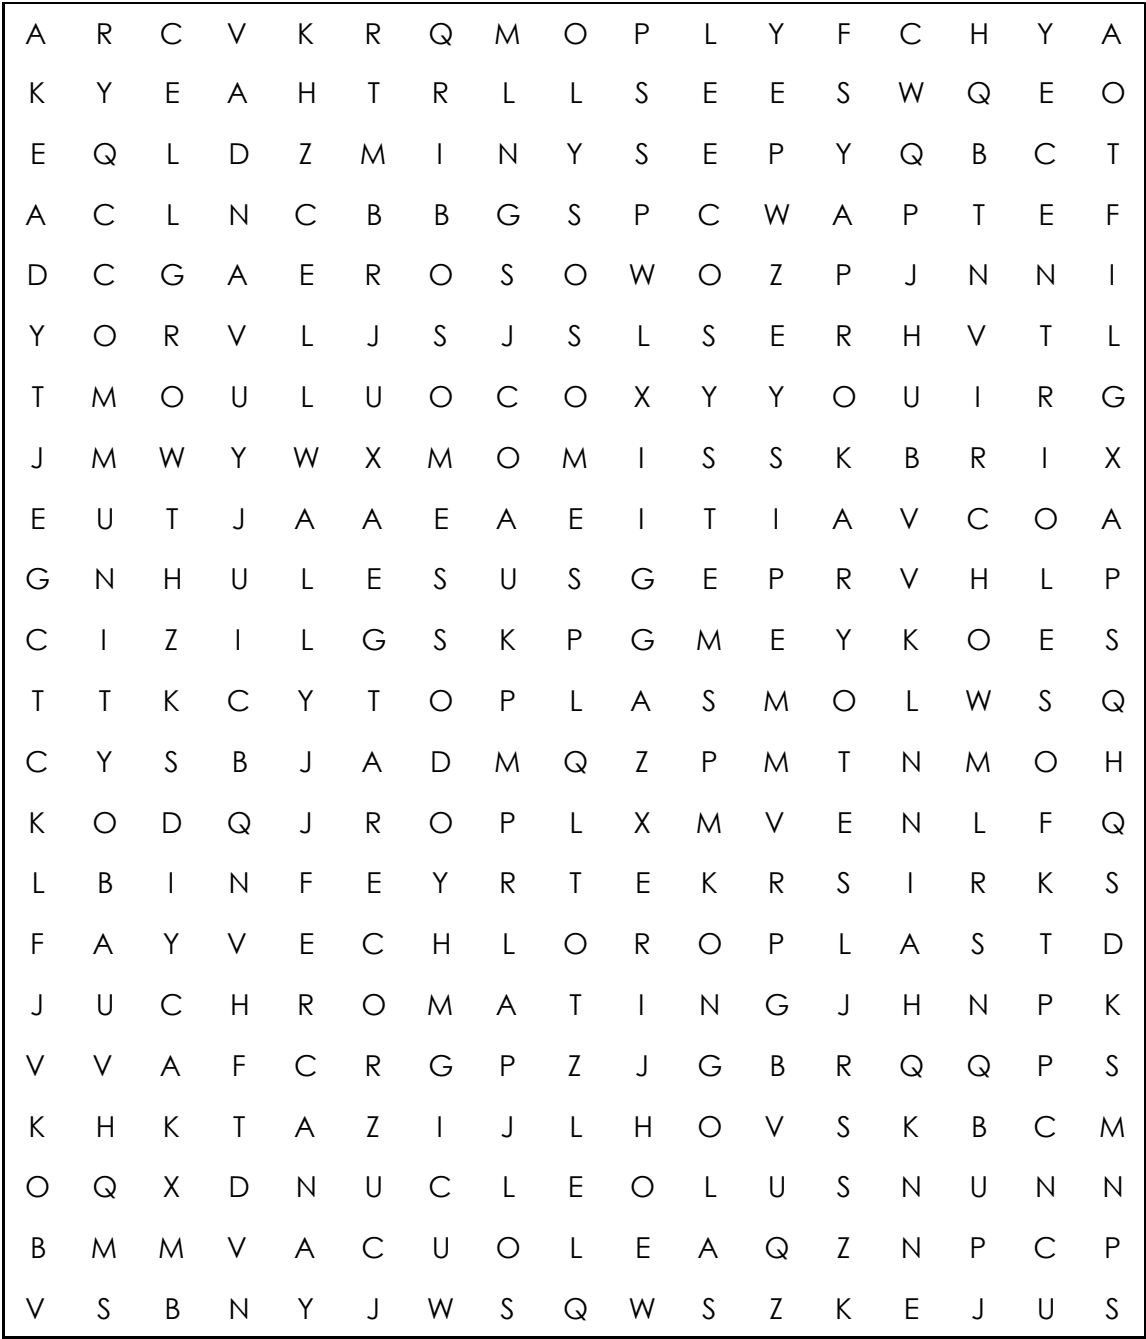 A R C V K R Q M O P L Y F C H Y A
K Y E A H T R L L S E E S W Q E O
E Q L D Z M I N Y S E P Y Q B C T
A C L N C B B G S P C W A P T E F
D C G A E R O S O W O Z P J N N I
Y O R V L J S J S L S E R H V T L
T M O U L U O C O X Y Y O U I R G
J M W Y W X M O M I S S K B R I X
E U T J A A E A E I T I A V C O A
G N H U L E S U S G E P R V H L P
C I Z I L G S K P G M E Y K O E S
T T K C Y T O P L A S M O L W S Q
C Y S B J A D M Q Z P M T N M O H
K O D Q J R O P L X M V E N L F Q
L B I N F E Y R T E K R S I R K S
F A Y V E C H L O R O P L A S T D
J U C H R O M A T I N G J H N P K
V V A F C R G P Z J G B R Q Q P S
K H K T A Z I J L H O V S K B C M
O Q X D N U C L E O L U S N U N N
B M M V A C U O L E A Q Z N P C P
V S B N Y J W S Q W S Z K E J U S